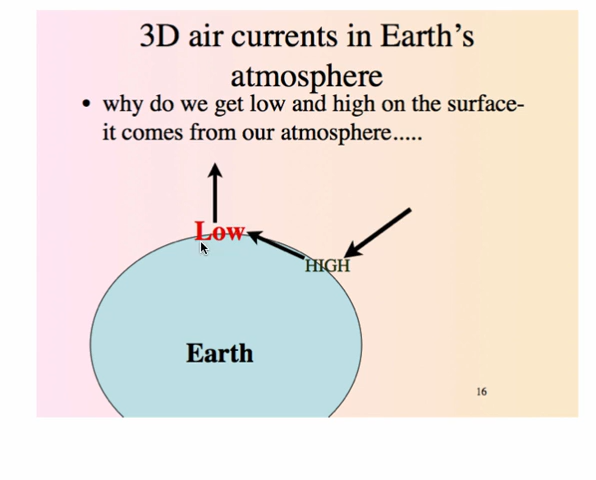 3D air currents in Earth's
atmosphere
• why do we get low and high on the surface-
it comes from our atmosphere.....
Low
HIGH
Earth
16